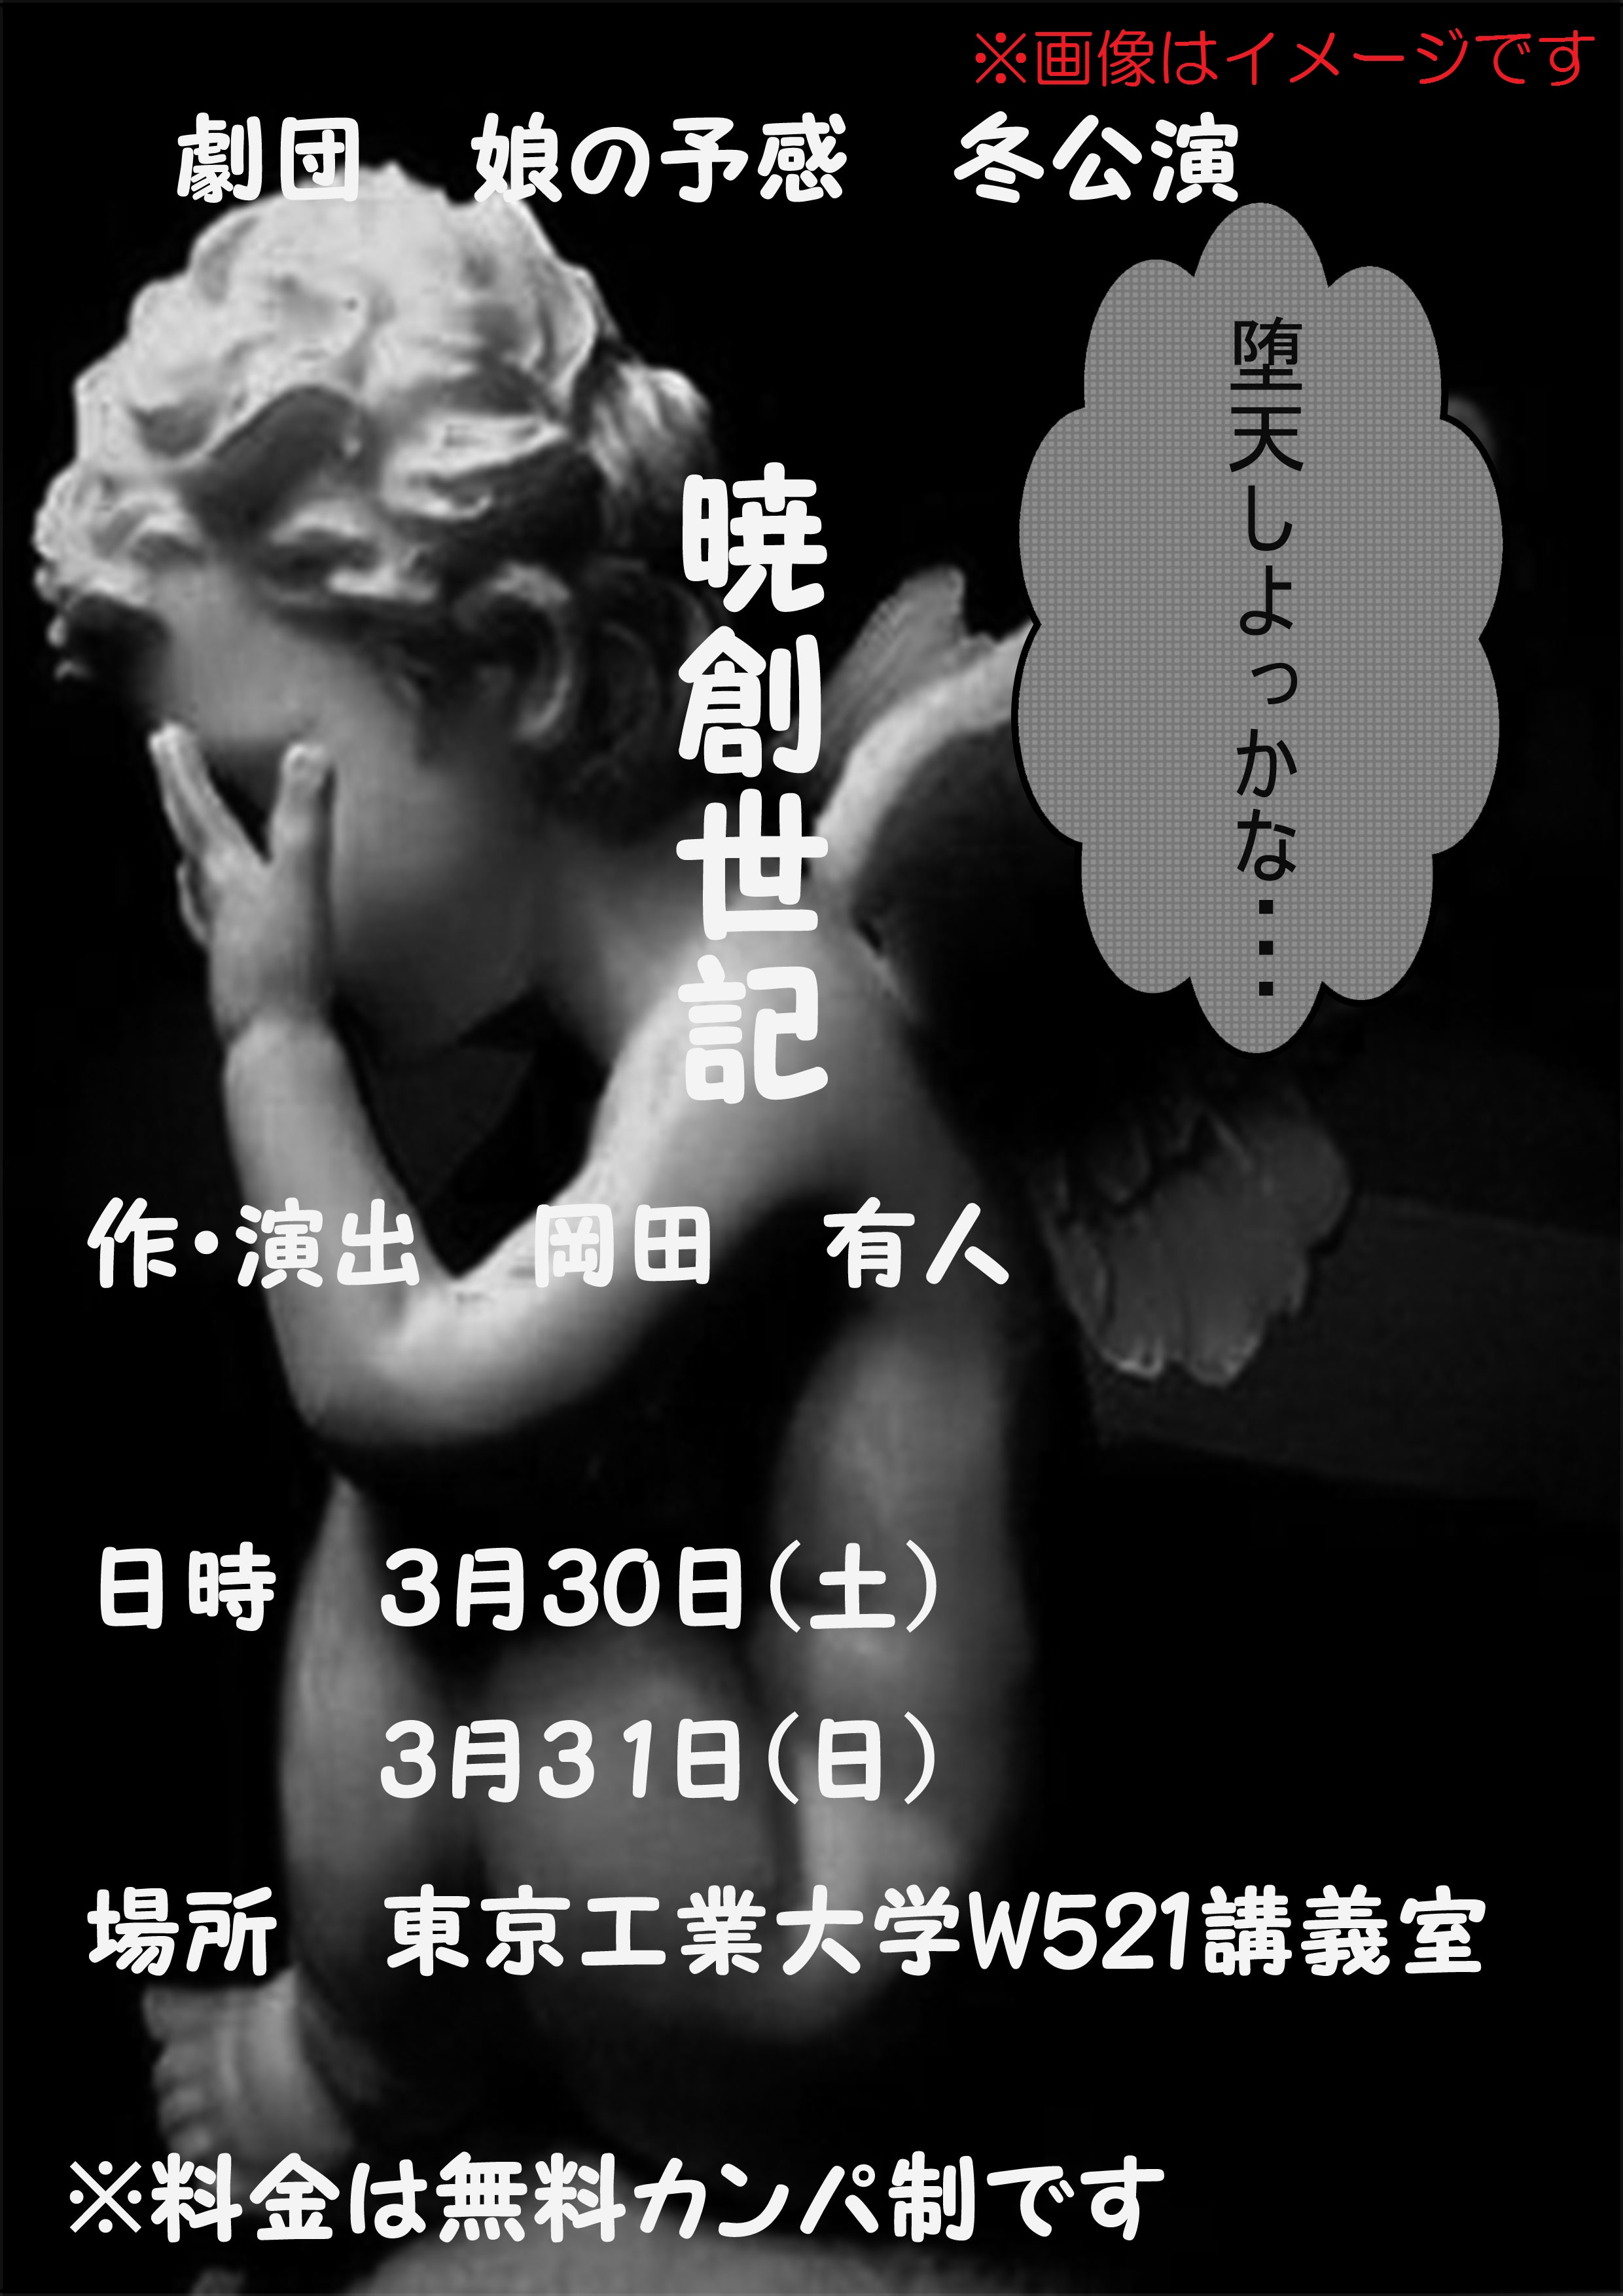 ※画像はイメージです
劇団　娘の予感　冬公演
堕天しよっかな・・・
暁創世記
作・演出　岡田　有人
日時　3月30日（土）
3月31日（日）
場所　東京工業大学W521講義室
※料金は無料カンパ制です